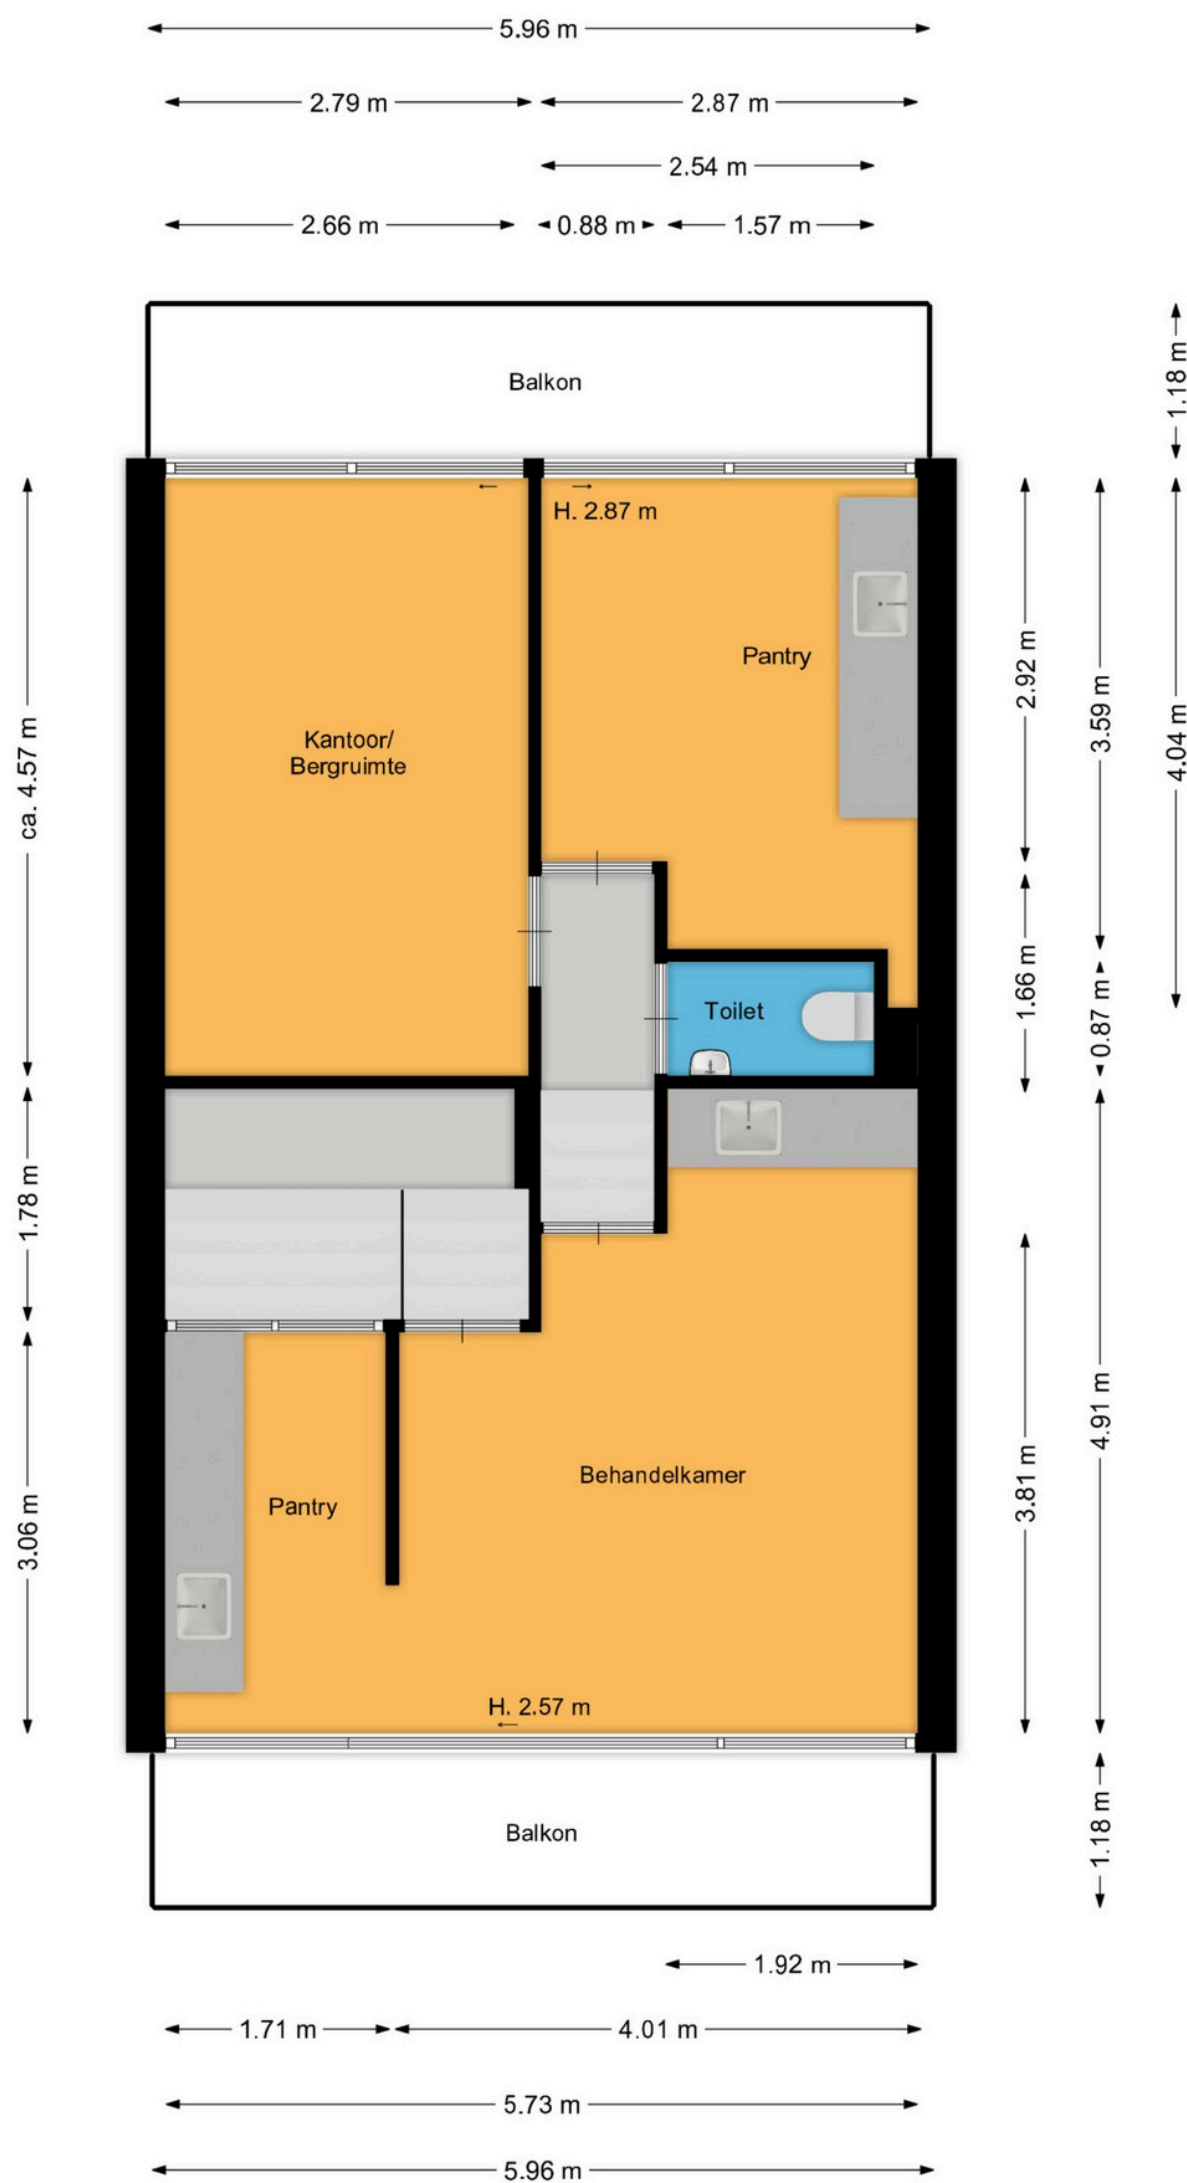 5.96 m
2.79 m
2.87 m
2.54 m
2.66 m
0.88 m
1.57 m
Balkon
1.18 m
H. 2.87 m
Pantry
Kantoor/
Bergruimte
ca. 4.57 m
2.92 m
3.59 m
4.04 m
Toilet
1.66 m
0.87 m
1.78 m
Behandelkamer
Pantry
3.06 m
3.81 m
4.91 m
H. 2.57 m
Balkon
1.18 m
1.92 m
1.71 m
4.01 m
5.73 m
5.96 m